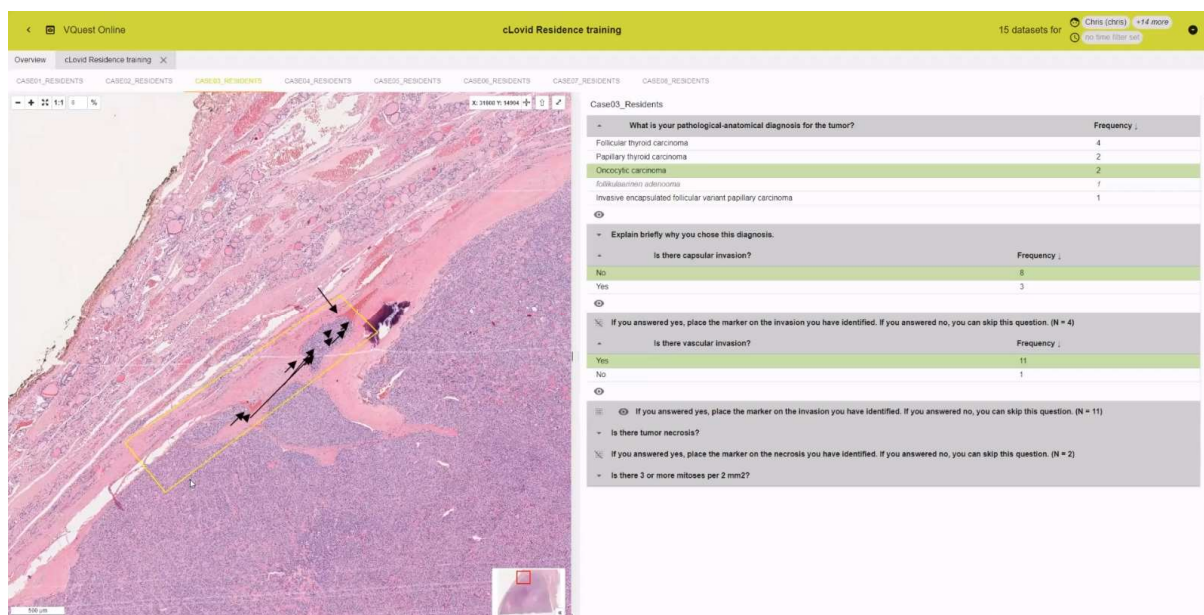 VQuest Online
cLovid Residence training
15 datasets for
Chris (chris) +14 more
no time filter set
Overview
cLovid Residence training
CASE01_RESIDENTS
CASE02_RESIDENTS
CASE03_RESIDENTS
CASE04_RESIDENTS
CASE05_RESIDENTS
CASE06_RESIDENTS
CASE07_RESIDENTS
CASE08_RESIDENTS
1:1
%
Case03_Residents
What is your pathological-anatomical diagnosis for the tumor? Frequency ↓
Follicular thyroid carcinoma 4
Papillary thyroid carcinoma 2
Oncocytic carcinoma 2
follikulaarinen adenooma 1
Invasive encapsulated follicular variant papillary carcinoma 1
Explain briefly why you chose this diagnosis.
Is there capsular invasion? Frequency ↓
No 8
Yes 3
If you answered yes, place the marker on the invasion you have identified. If you answered no, you can skip this question. (N = 4)
Is there vascular invasion? Frequency ↓
Yes 11
No 1
If you answered yes, place the marker on the invasion you have identified. If you answered no, you can skip this question. (N = 11)
Is there tumor necrosis?
If you answered yes, place the marker on the necrosis you have identified. If you answered no, you can skip this question. (N = 2)
Is there 3 or more mitoses per 2 mm2?
500 µm